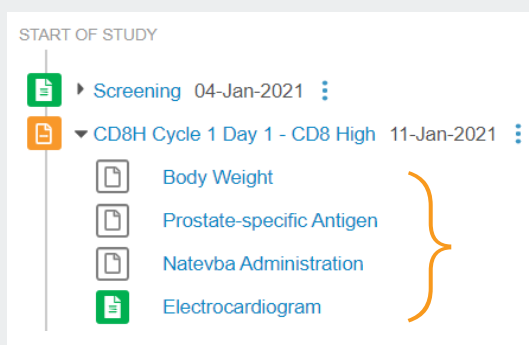 START OF STUDY
Screening 04-Jan-2021
CD8H Cycle 1 Day 1 - CD8 High 11-Jan-2021
Body Weight
Prostate-specific Antigen
Natevba Administration
Electrocardiogram